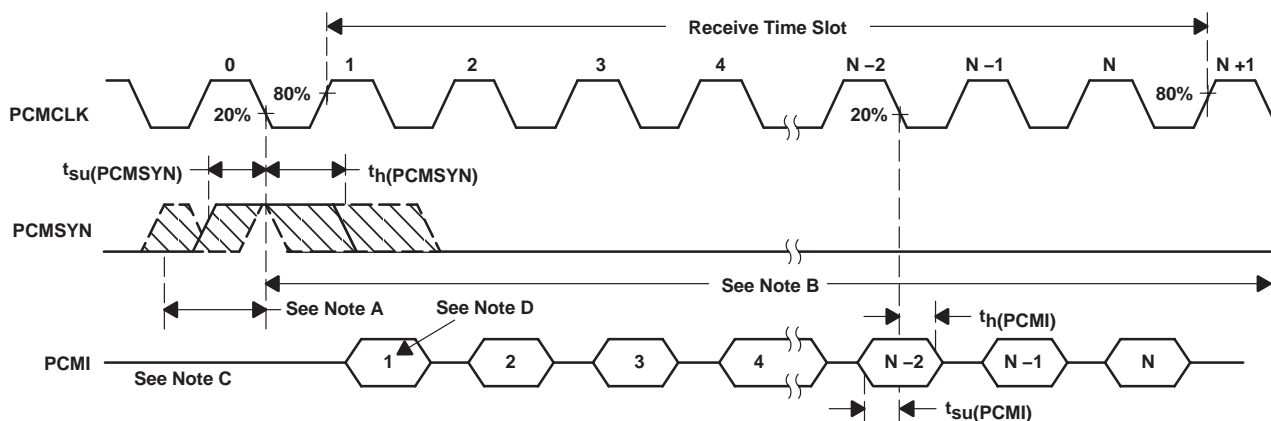 Receive Time Slot
0 1 2 3 4 N –2 N –1 N N +1
80% 80%
PCMCLK 20% 20%
tsu(PCMSYN) th(PCMSYN)
PCMSYN
See Note A See Note B
See Note D th(PCMI)
PCMI 1 2 3 4 N –2 N –1 N
See Note C
tsu(PCMI)